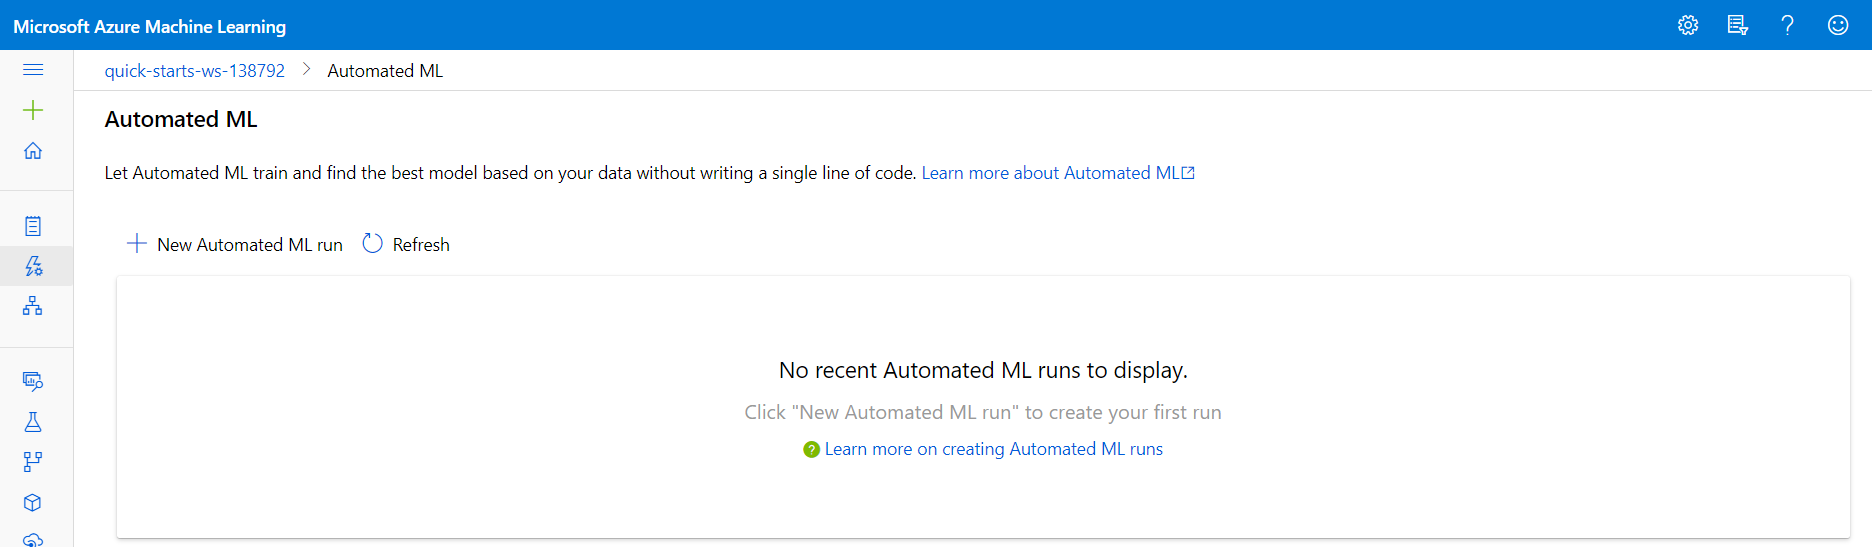 Microsoft Azure Machine Learning
quick-starts-ws-138792 > Automated ML
Automated ML
Let Automated ML train and find the best model based on your data without writing a single line of code. Learn more about Automated ML
New Automated ML run Refresh
No recent Automated ML runs to display.
Click "New Automated ML run" to create your first run
Learn more on creating Automated ML runs